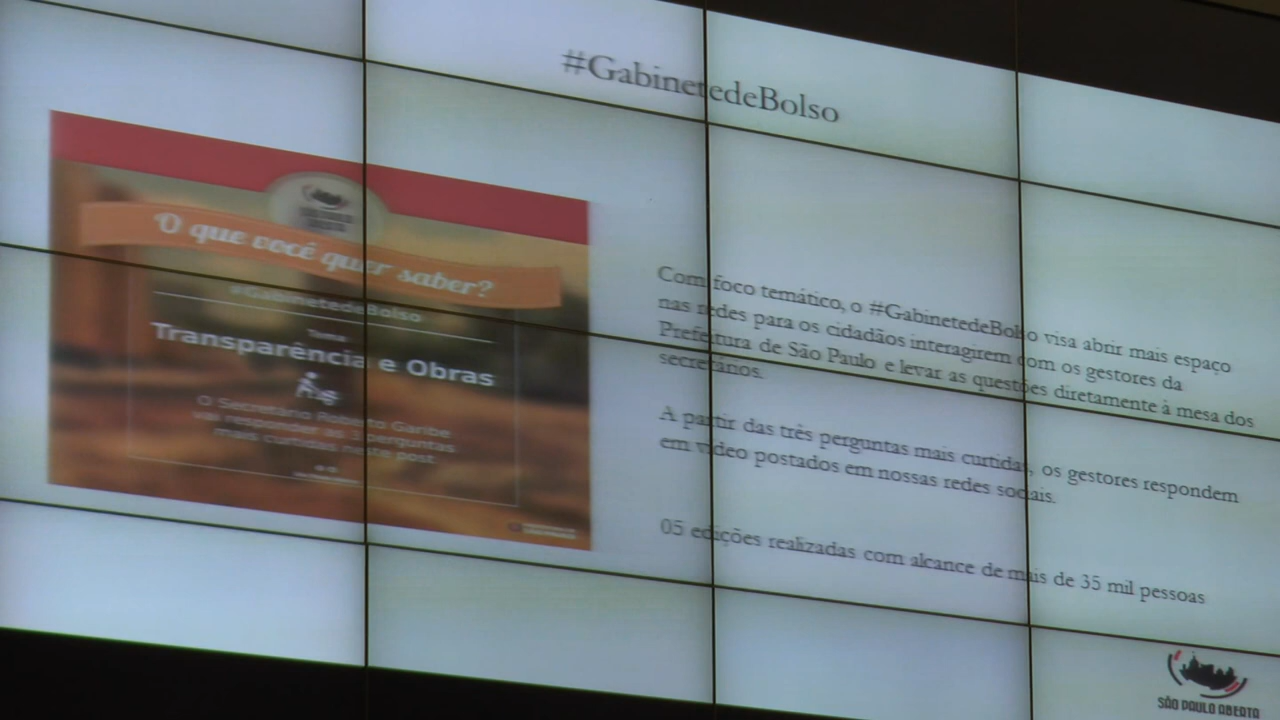 #GabinetedeBolso
SÃO PAULO
ABERTA
O que você quer saber?
#GabinetedeBolso
Tema
Transparência e Obras
O Secretário Roberto Garibe
vai responder as 3 perguntas
mais curtidas neste post.
Com foco temático, o #GabinetedeBolso visa abrir mais espaço
nas redes para os cidadãos interagirem com os gestores da
Prefeitura de São Paulo e levar as questões diretamente à mesa dos
secretários.
A partir das três perguntas mais curtidas, os gestores respondem
em vídeo postados em nossas redes sociais.
05 edições realizadas com alcance de mais de 35 mil pessoas
SÃO PAULO ABERTA